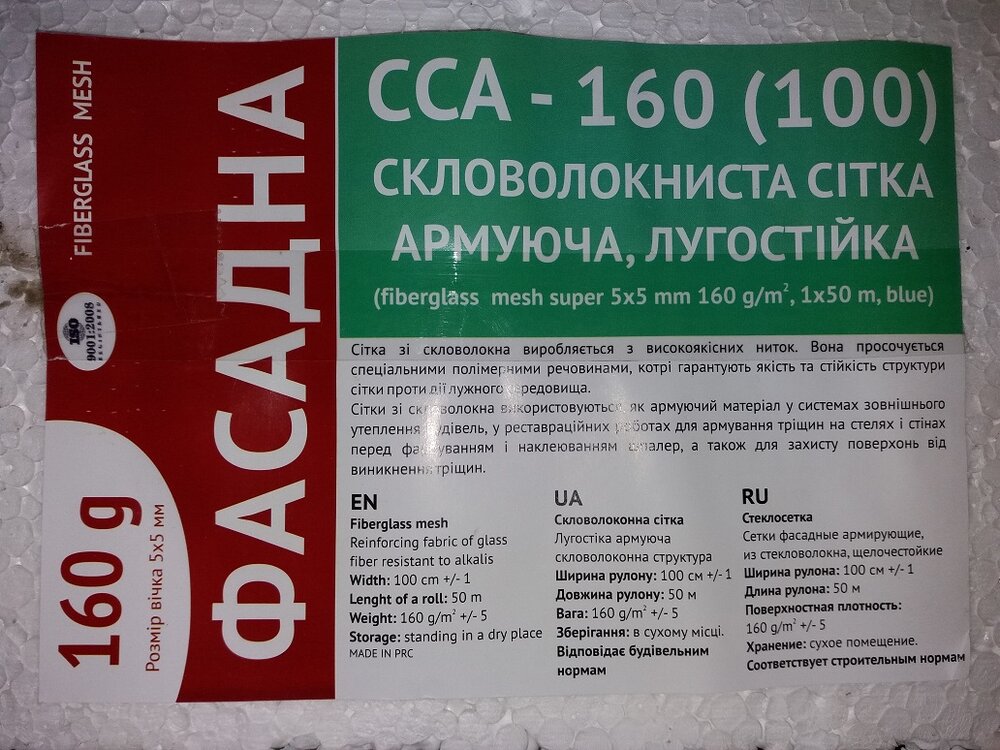 FIBERGLASS MESH
ISO
9001:2008
REGISTERED
160 g
Розмір вічка 5х5 мм
ФАСАДНА
ССА - 160 (100)
СКЛОВОЛОКНИСТА СІТКА
АРМУЮЧА, ЛУГОСТІЙКА
(fiberglass mesh super 5x5 mm 160 g/m², 1x50 m, blue)
Сітка зі скловолокна виробляється з високоякісних ниток. Вона просочується
спеціальними полімерними речовинами, котрі гарантують якість та стійкість структури
сітки проти дії лужного середовища.
Сітки зі скловолокна використовуються як армуючий матеріал у системах зовнішнього
утеплення будівель, у реставраційних роботах для армування тріщин на стелях і стінах
перед фарбуванням і наклеюванням шпалер, а також для захисту поверхонь від
виникнення тріщин.
EN
Fiberglass mesh
Reinforcing fabric of glass
fiber resistant to alkalis
Width: 100 cm +/- 1
Lenght of a roll: 50 m
Weight: 160 g/m² +/- 5
Storage: standing in a dry place
MADE IN PRC
UA
Скловолоконна сітка
Лугостіка армуюча
скловолоконна структура
Ширина рулону: 100 см +/- 1
Довжина рулону: 50 м
Вага: 160 g/m² +/- 5
Зберігання: в сухому місці.
Відповідає будівельним
нормам
RU
Стеклосетка
Сетки фасадные армирующие,
из стекловолокна, щелочестойкие
Ширина рулона: 100 см +/- 1
Длина рулона: 50 м
Поверхностная плотность:
160 g/m² +/- 5
Хранение: сухое помещение.
Соответствует строительным нормам